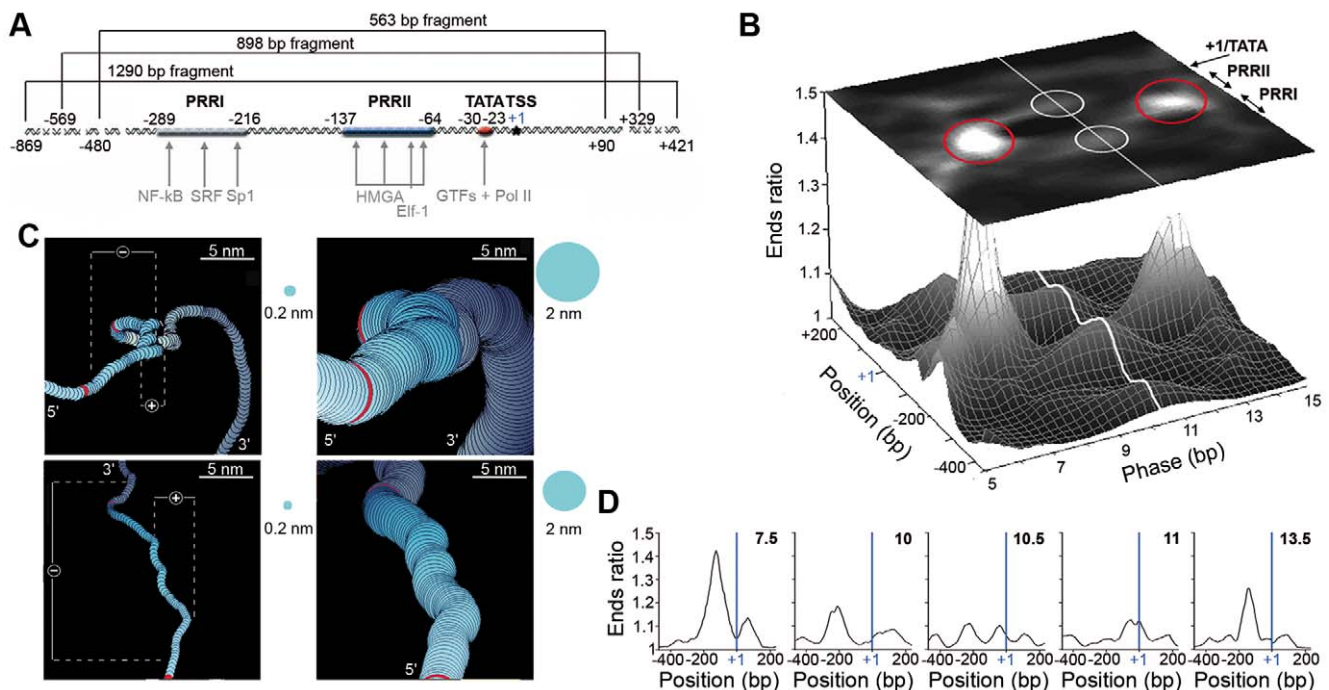 A
563 bp fragment
898 bp fragment
1290 bp fragment
PRRI PRRII TATA TSS
-569 -289 -216 -137 -64 -30 -23 +1 +329
-869 -480 +90 +421
NF-kB SRF Sp1 HMGA GTFs + Pol II
Elf-1
B
+1/TATA
PRRII
PRRI
Ends ratio
1.5
1.4
1.3
1.2
1.1
1
+200
+1
-200
-400
Position (bp)
5 7 9 11 13 15
Phase (bp)
C
5 nm 5 nm
− +
0.2 nm 2 nm
5' 3' 5' 3'
5 nm 5 nm
3' + −
0.2 nm 2 nm
5'
D
7.5 10 10.5 11 13.5
Ends ratio
1.5
1.4
1.3
1.2
1.1
1
-400 -200 +1 200 -400 -200 +1 200 -400 -200 +1 200 -400 -200 +1 200 -400 -200 +1 200
Position (bp) Position (bp) Position (bp) Position (bp) Position (bp)